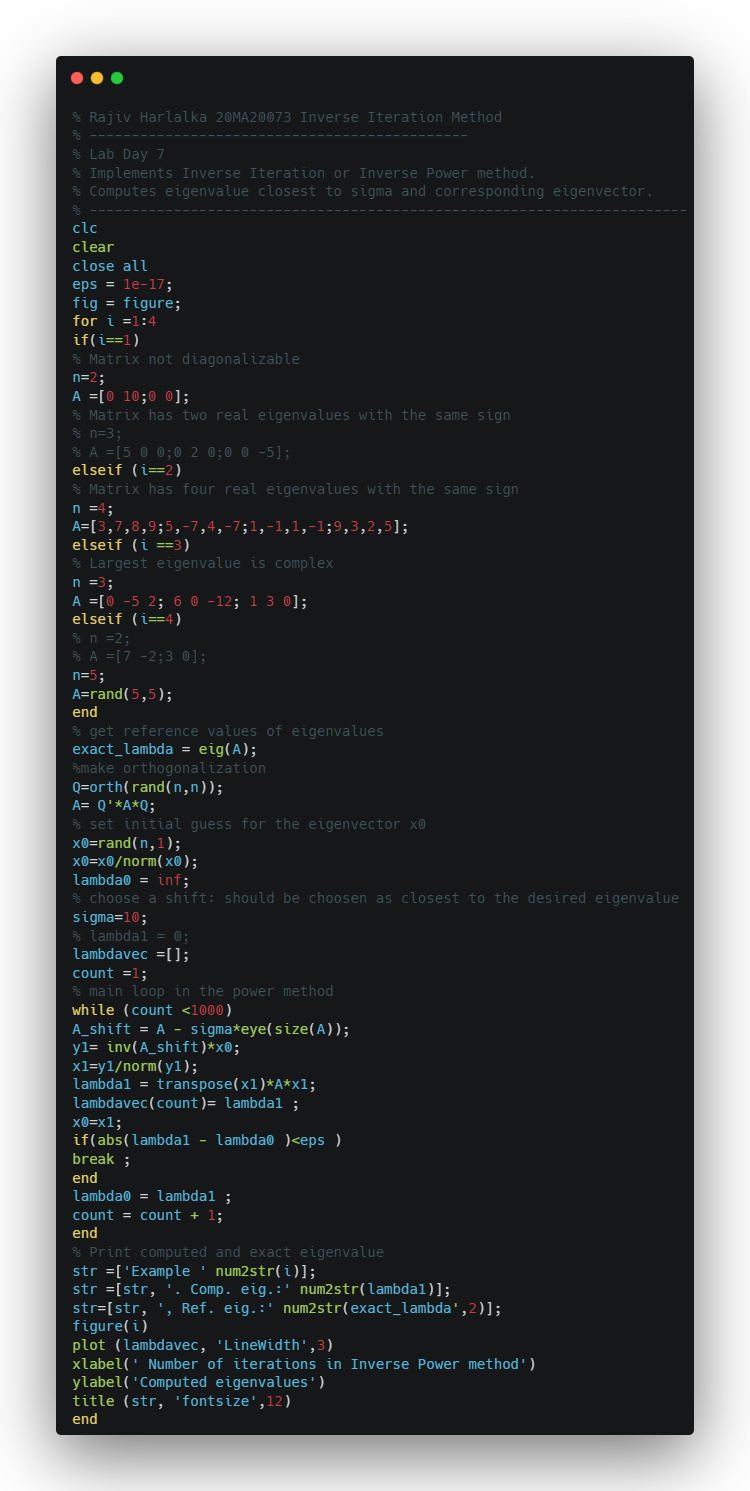 % Rajiv Harlalka 20MA20073 Inverse Iteration Method
% ---------------------------------------------
% Lab Day 7
% Implements Inverse Iteration or Inverse Power method.
% Computes eigenvalue closest to sigma and corresponding eigenvector.
% -----------------------------------------------------------------------
clc
clear
close all
eps = 1e-17;
fig = figure;
for i =1:4
if(i==1)
% Matrix not diagonalizable
n=2;
A =[0 10;0 0];
% Matrix has two real eigenvalues with the same sign
% n=3;
% A =[5 0 0;0 2 0;0 0 -5];
elseif (i==2)
% Matrix has four real eigenvalues with the same sign
n =4;
A=[3,7,8,9;5,-7,4,-7;1,-1,1,-1;9,3,2,5];
elseif (i ==3)
% Largest eigenvalue is complex
n =3;
A =[0 -5 2; 6 0 -12; 1 3 0];
elseif (i==4)
% n =2;
% A =[7 -2;3 0];
n=5;
A=rand(5,5);
end
% get reference values of eigenvalues
exact_lambda = eig(A);
%make orthogonalization
Q=orth(rand(n,n));
A= Q'*A*Q;
% set initial guess for the eigenvector x0
x0=rand(n,1);
x0=x0/norm(x0);
lambda0 = inf;
% choose a shift: should be choosen as closest to the desired eigenvalue
sigma=10;
% lambda1 = 0;
lambdavec =[];
count =1;
% main loop in the power method
while (count <1000)
A_shift = A - sigma*eye(size(A));
y1= inv(A_shift)*x0;
x1=y1/norm(y1);
lambda1 = transpose(x1)*A*x1;
lambdavec(count)= lambda1 ;
x0=x1;
if(abs(lambda1 - lambda0 )<eps )
break ;
end
lambda0 = lambda1 ;
count = count + 1;
end
% Print computed and exact eigenvalue
str =['Example ' num2str(i)];
str =[str, '. Comp. eig.:' num2str(lambda1)];
str=[str, ', Ref. eig.:' num2str(exact_lambda',2)];
figure(i)
plot (lambdavec, 'LineWidth',3)
xlabel(' Number of iterations in Inverse Power method')
ylabel('Computed eigenvalues')
title (str, 'fontsize',12)
end